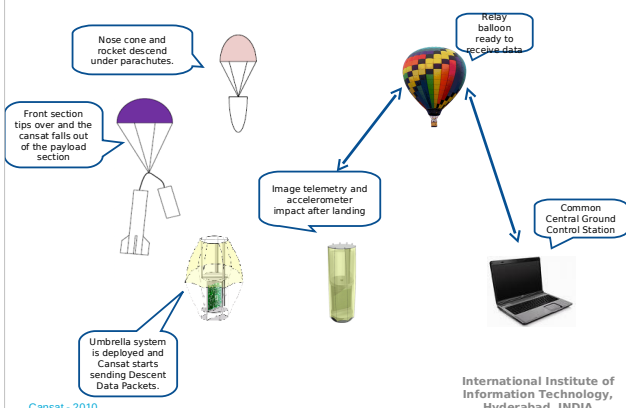 Relay
balloon
ready to
receive data
Nose cone and
rocket descend
under parachutes.
Front section
tips over and the
cansat falls out
of the payload
section
Image telemetry and
accelerometer
impact after landing
Common
Central Ground
Control Station
Umbrella system
is deployed and
Cansat starts
sending Descent
Data Packets.
International Institute of
Information Technology,
Hyderabad, INDIA
Cansat - 2010